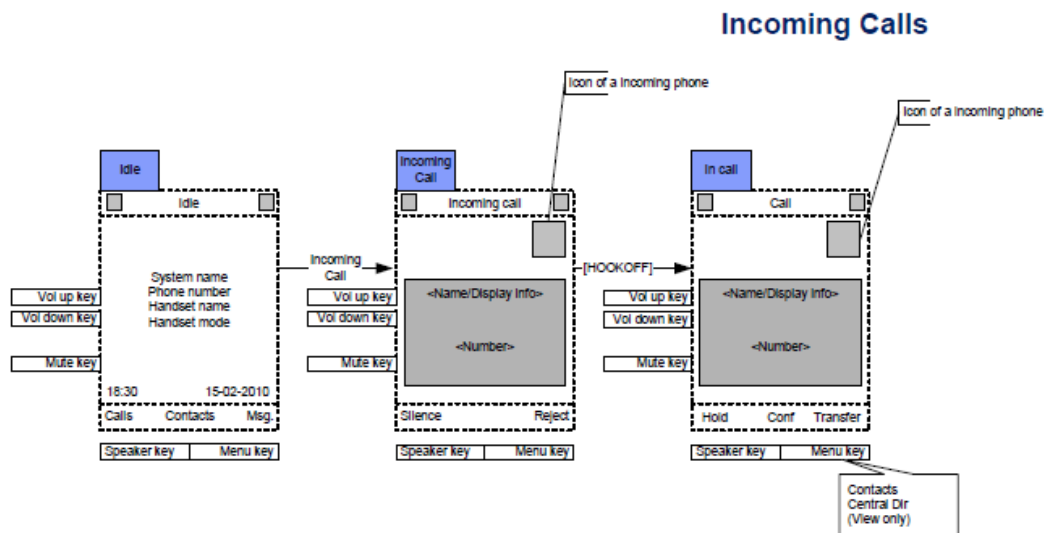 Incoming Calls
Icon of a incoming phone
Icon of a incoming phone
Idle
Idle
System name
Phone number
Handset name
Handset mode
Vol up key
Vol down key
Mute key
18:30 15-02-2010
Calls Contacts Msg.
Speaker key Menu key
Incoming
Call
Incoming
Call
Incoming call
<Name/Display Info>
<Number>
Vol up key
Vol down key
Mute key
Silence Reject
Speaker key Menu key
[HOOKOFF]
In call
Call
<Name/Display Info>
<Number>
Vol up key
Vol down key
Mute key
Hold Conf Transfer
Speaker key Menu key
Contacts
Central Dir
(View only)